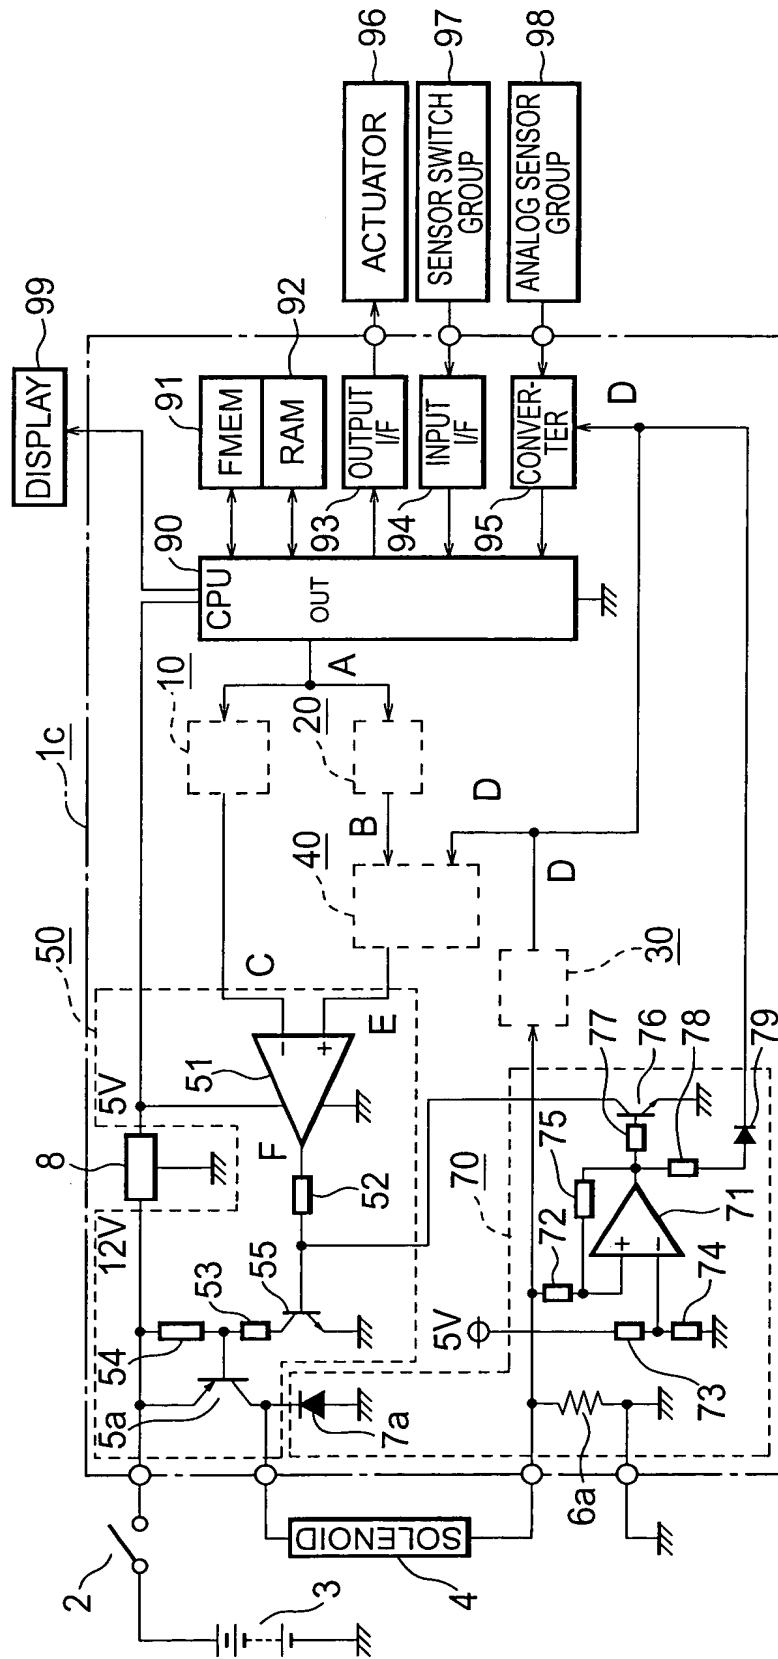 99
DISPLAY
1c
50
5V
8
12V
54
53
55
5a
7a
2
3
SOLENOID
4
51
F
52
C
E
10
20
40
A
B
D
CPU
OUT
90
FMEM
91
RAM
92
OUTPUT
I/F
93
INPUT
I/F
94
CONVER-
TER
95
ACTUATOR
96
SENSOR SWITCH
GROUP
97
ANALOG SENSOR
GROUP
98
D
D
30
70
72
75
77
76
78
79
71
+
−
74
73
5V
6a
−
+